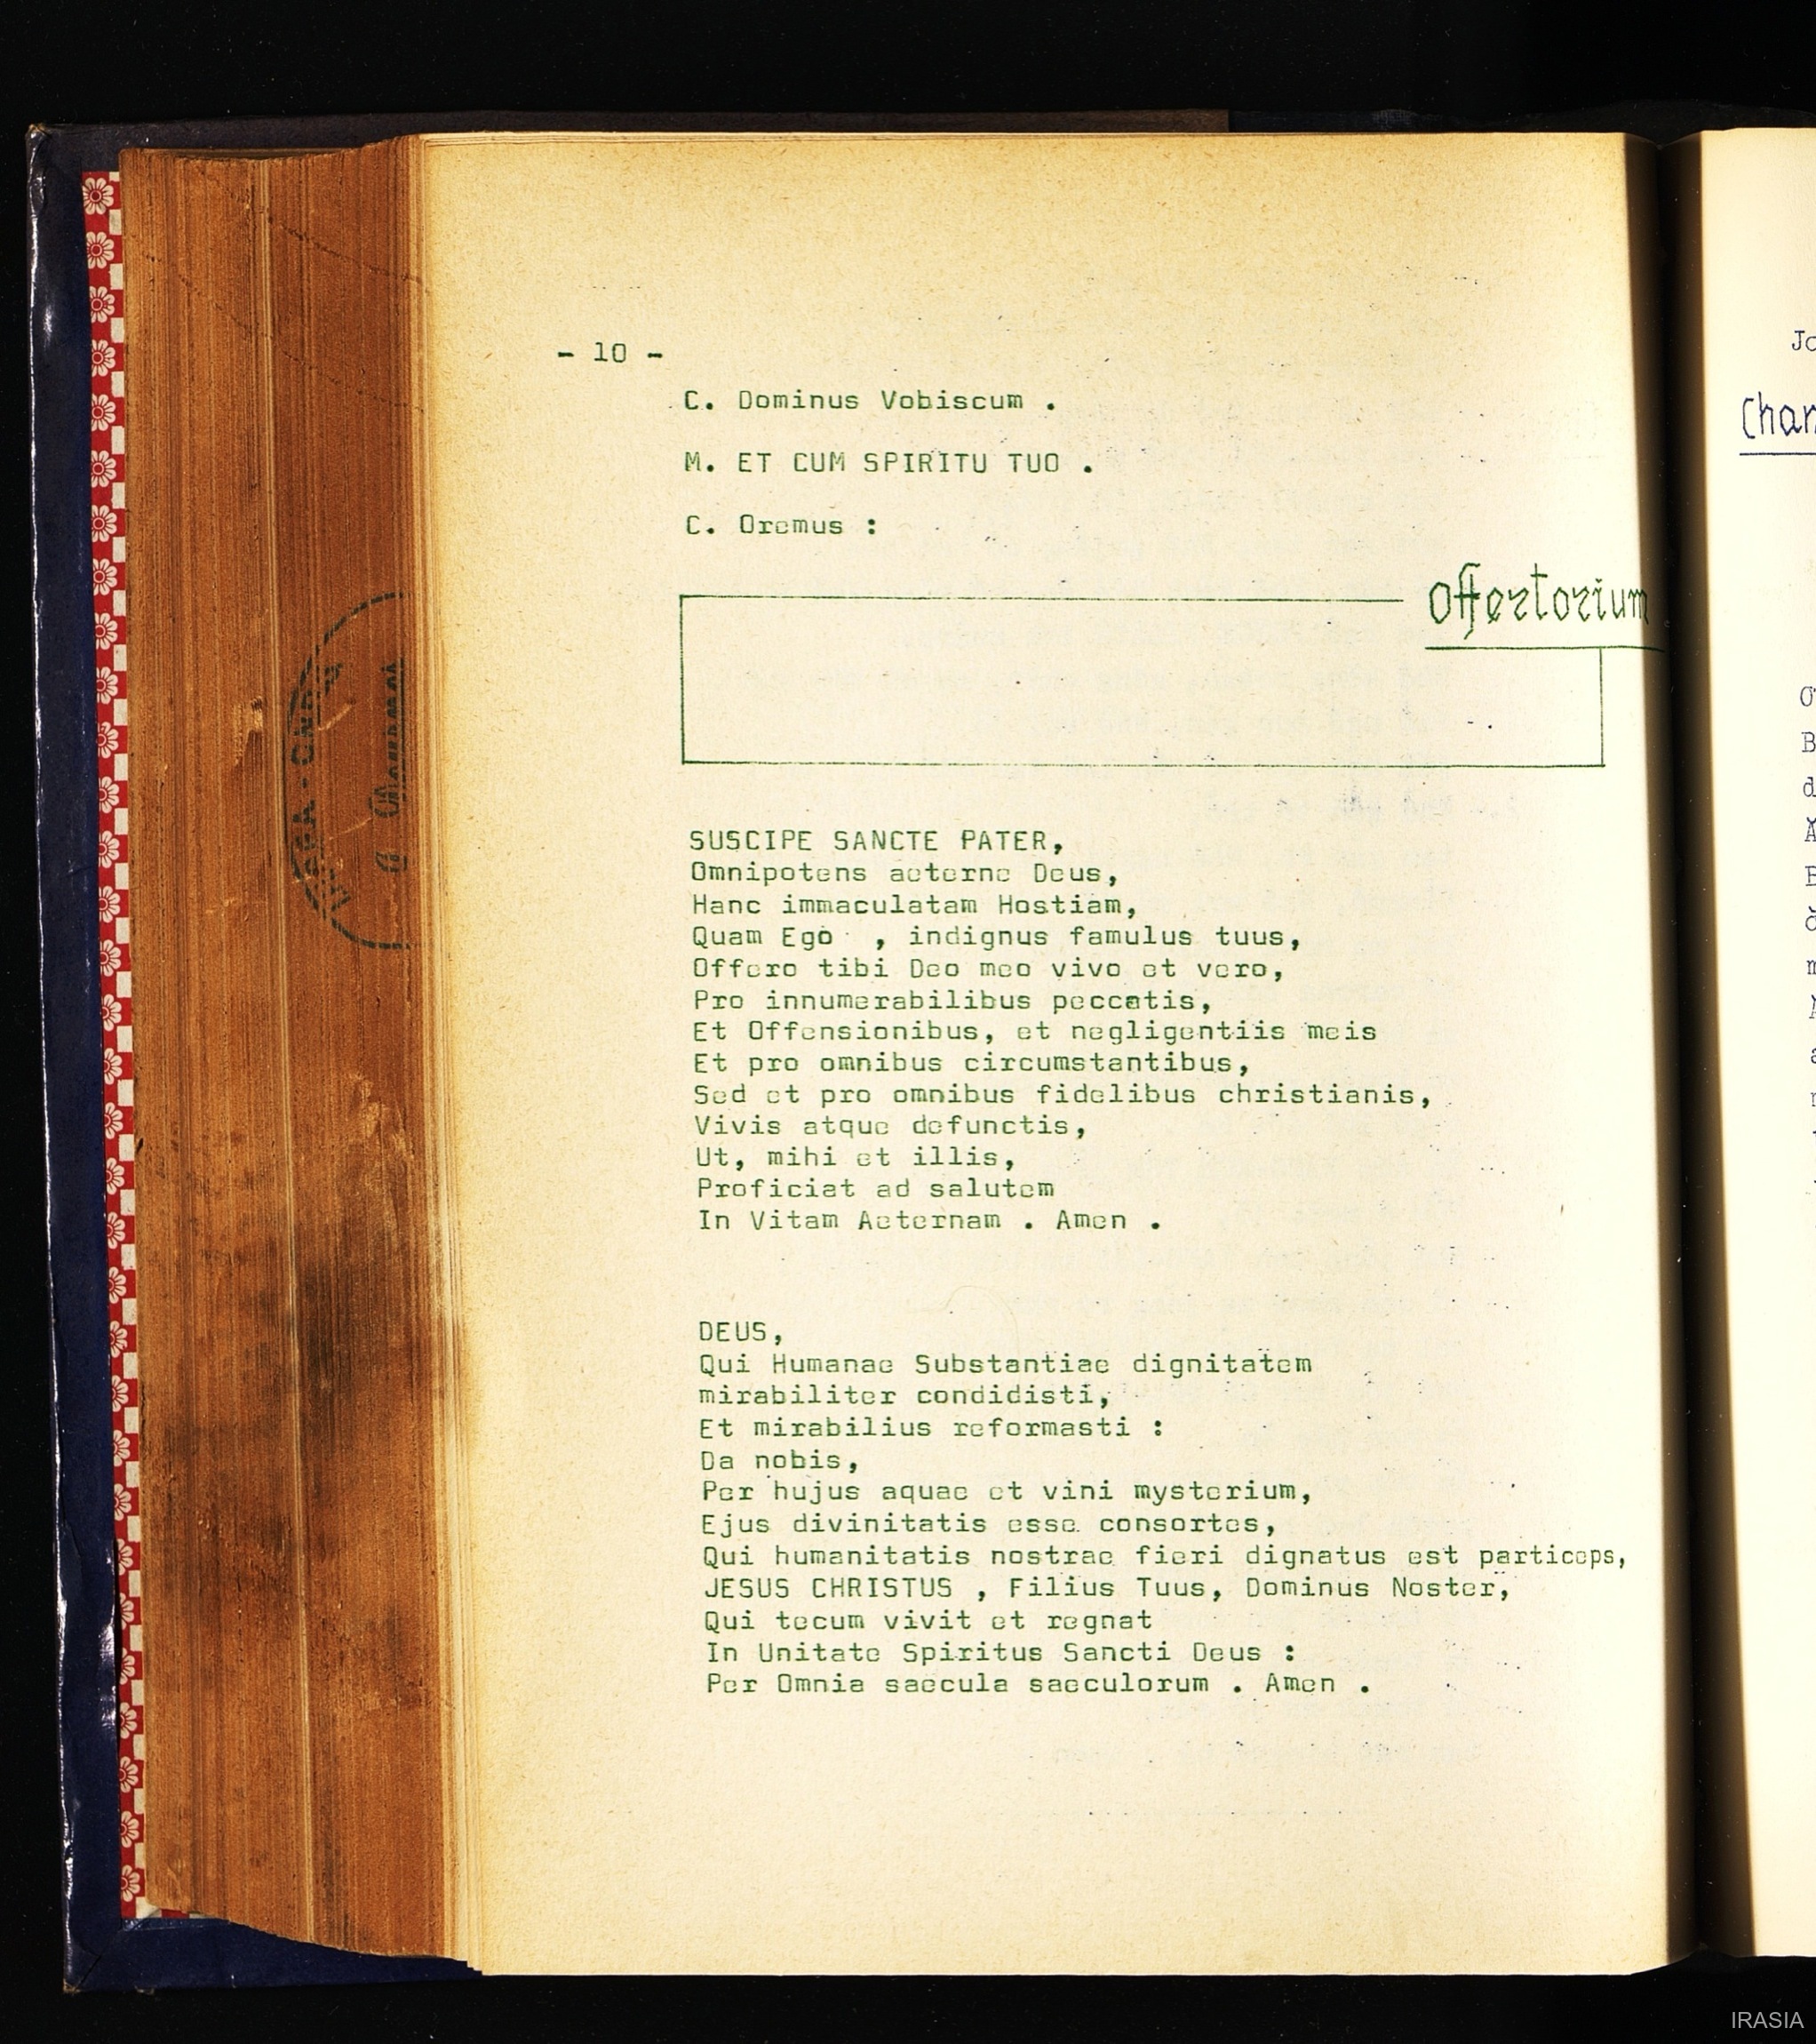 - 10 -
C. Dominus Vobiscum .
M. ET CUM SPIRITU TUO .
C. Oremus :
Offertorium
SUSCIPE SANCTE PATER,
Omnipotens aeterne Deus,
Hanc immaculatam Hostiam,
Quam Ego , indignus famulus tuus,
Offero tibi Deo meo vivo et vero,
Pro innumerabilibus peccatis,
Et Offensionibus, et negligentiis meis
Et pro omnibus circumstantibus,
Sed et pro omnibus fidelibus christianis,
Vivis atque defunctis,
Ut, mihi et illis,
Proficiat ad salutem
In Vitam Aeternam . Amen .
DEUS,
Qui Humanae Substantiae dignitatem
mirabiliter condidisti,
Et mirabilius reformasti :
Da nobis,
Per hujus aquae et vini mysterium,
Ejus divinitatis esse consortes,
Qui humanitatis nostrae fieri dignatus est particeps,
JESUS CHRISTUS , Filius Tuus, Dominus Noster,
Qui tecum vivit et regnat
In Unitate Spiritus Sancti Deus :
Per Omnia saecula saeculorum . Amen .
IRASIA